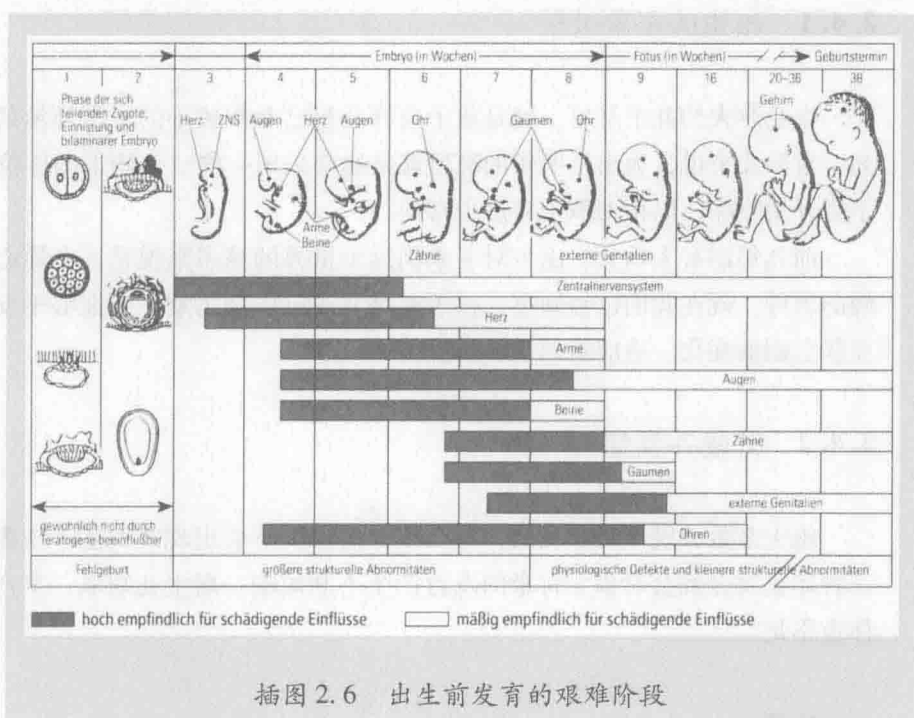 Embryo (in Wochen) Fötus (in Wochen) Geburtstermin
1 2 3 4 5 6 7 8 9 16 20–36 38
Phase der sich
teilenden Zygote,
Einnistung und
bilaminarer Embryo
Herz ZNS Augen Herz Augen Ohr Gaumen Ohr Gehirn
Arme
Beine
Zähne externe Genitalien
Zentralnervensystem
Herz
Arme
Augen
Beine
Zähne
Gaumen
externe Genitalien
Ohren
gewöhnlich nicht durch
Teratogene beeinflußbar
Fehlgeburt größere strukturelle Abnormitäten physiologische Defekte und kleinere strukturelle Abnormitäten
hoch empfindlich für schädigende Einflüsse mäßig empfindlich für schädigende Einflüsse
插图 2.6 出生前发育的艰难阶段